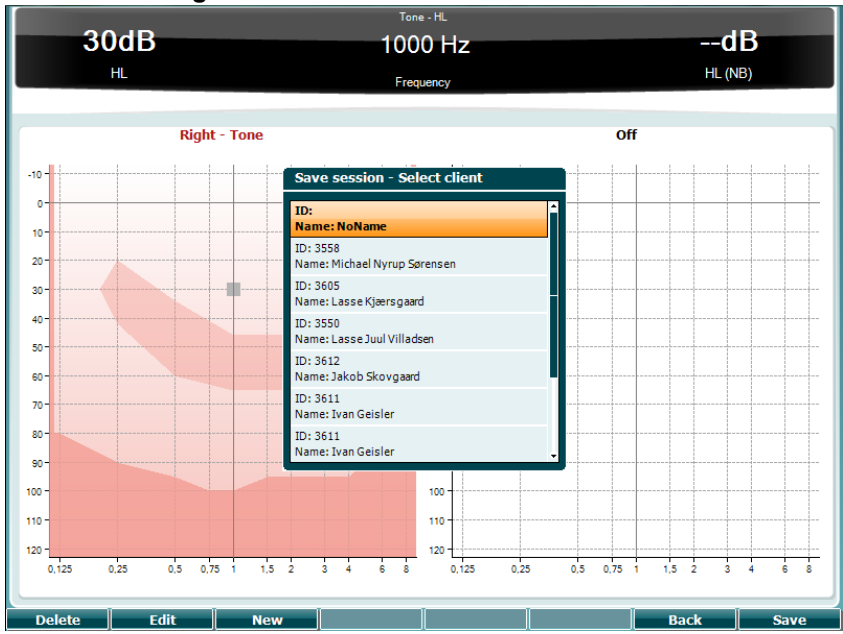 g
Tone - HL
30dB 1000 Hz --dB
HL Frequency HL (NB)
Right - Tone Off
Save session - Select client
ID:
Name: NoName
ID: 3558
Name: Michael Nyrup Sørensen
ID: 3605
Name: Lasse Kjærsgaard
ID: 3550
Name: Lasse Juul Villadsen
ID: 3612
Name: Jakob Skovgaard
ID: 3611
Name: Ivan Geisler
ID: 3611
Name: Ivan Geisler
-10
0
10
20
30
40
50
60
70
80
90
100 100
110 110
120 120
0,125 0,25 0,5 0,75 1 1,5 2 3 4 6 8 0,125 0,25 0,5 0,75 1 1,5 2 3 4 6 8
Delete Edit New Back Save